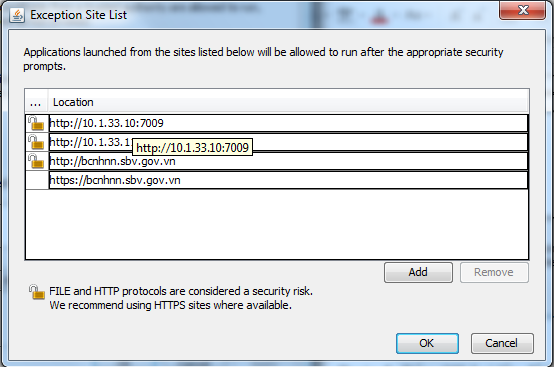 Exception Site List
Applications launched from the sites listed below will be allowed to run after the appropriate security
prompts.
... Location
http://10.1.33.10:7009
http://10.1.33.1
http://10.1.33.10:7009
http://bcnhnn.sbv.gov.vn
https://bcnhnn.sbv.gov.vn
Add Remove
FILE and HTTP protocols are considered a security risk.
We recommend using HTTPS sites where available.
OK Cancel